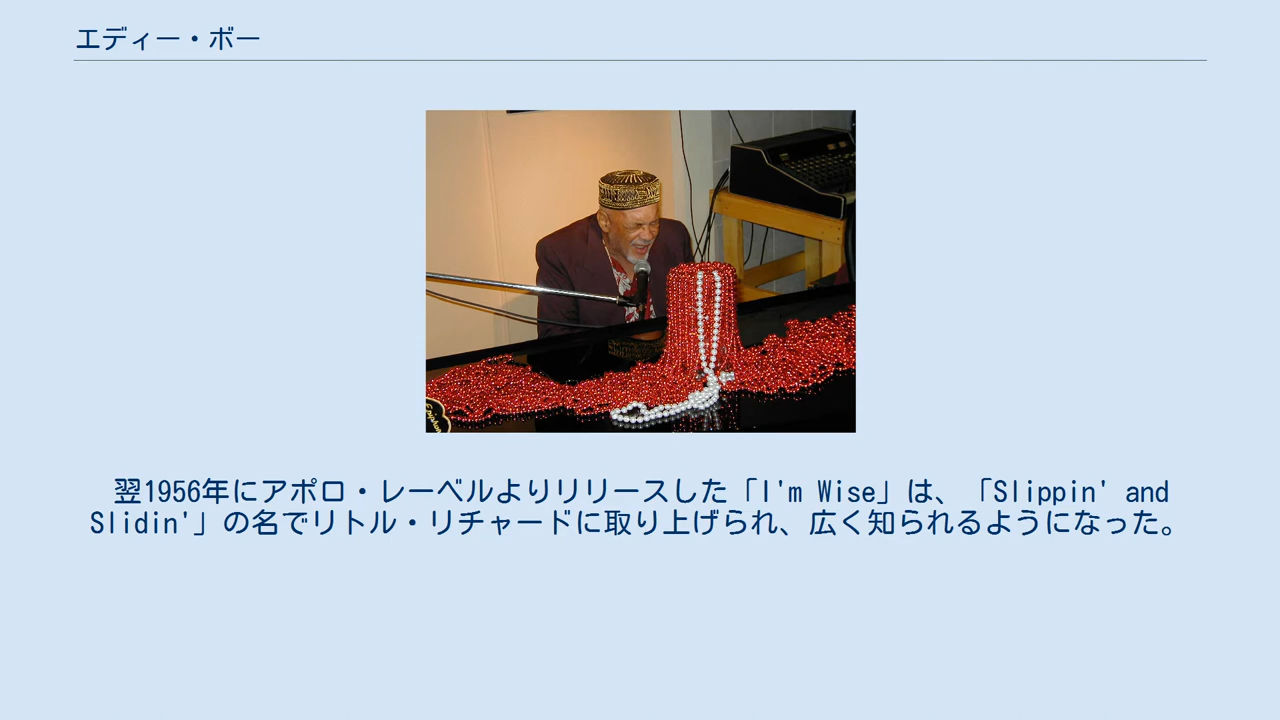 エディー・ボー
翌1956年にアポロ・レーベルよりリリースした「I'm Wise」は、「Slippin' and
Slidin'」の名でリトル・リチャードに取り上げられ、広く知られるようになった。
Epiphone